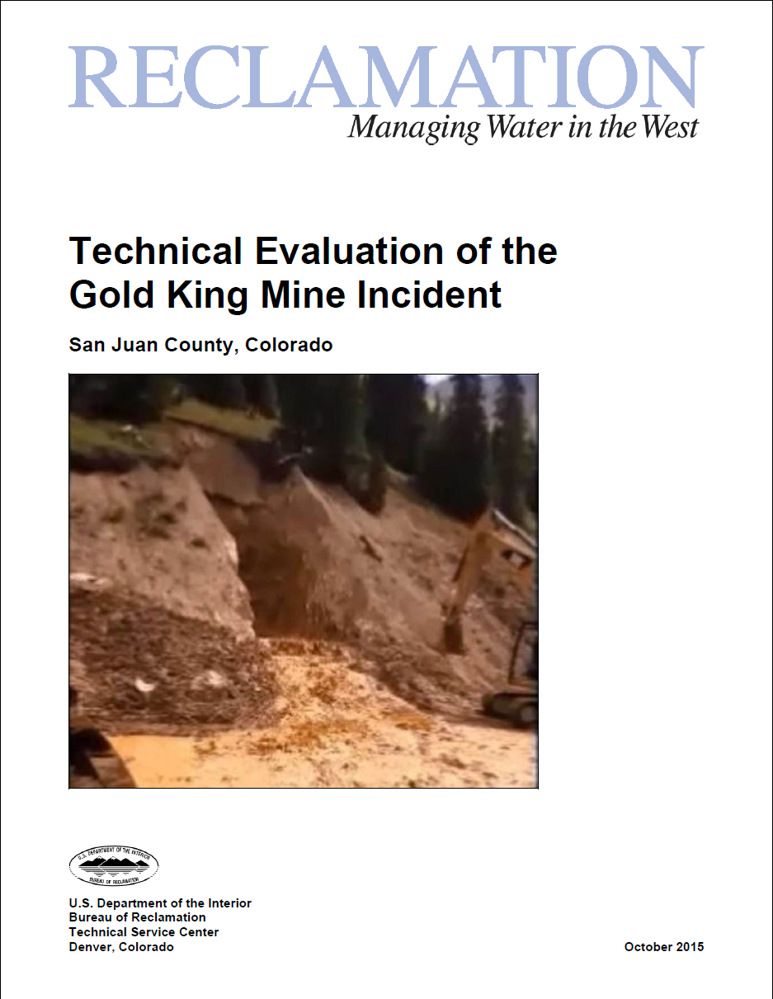 RECLAMATION
Managing Water in the West
Technical Evaluation of the
Gold King Mine Incident
San Juan County, Colorado
U.S. DEPARTMENT OF THE INTERIOR
BUREAU OF RECLAMATION
U.S. Department of the Interior
Bureau of Reclamation
Technical Service Center
Denver, Colorado
October 2015